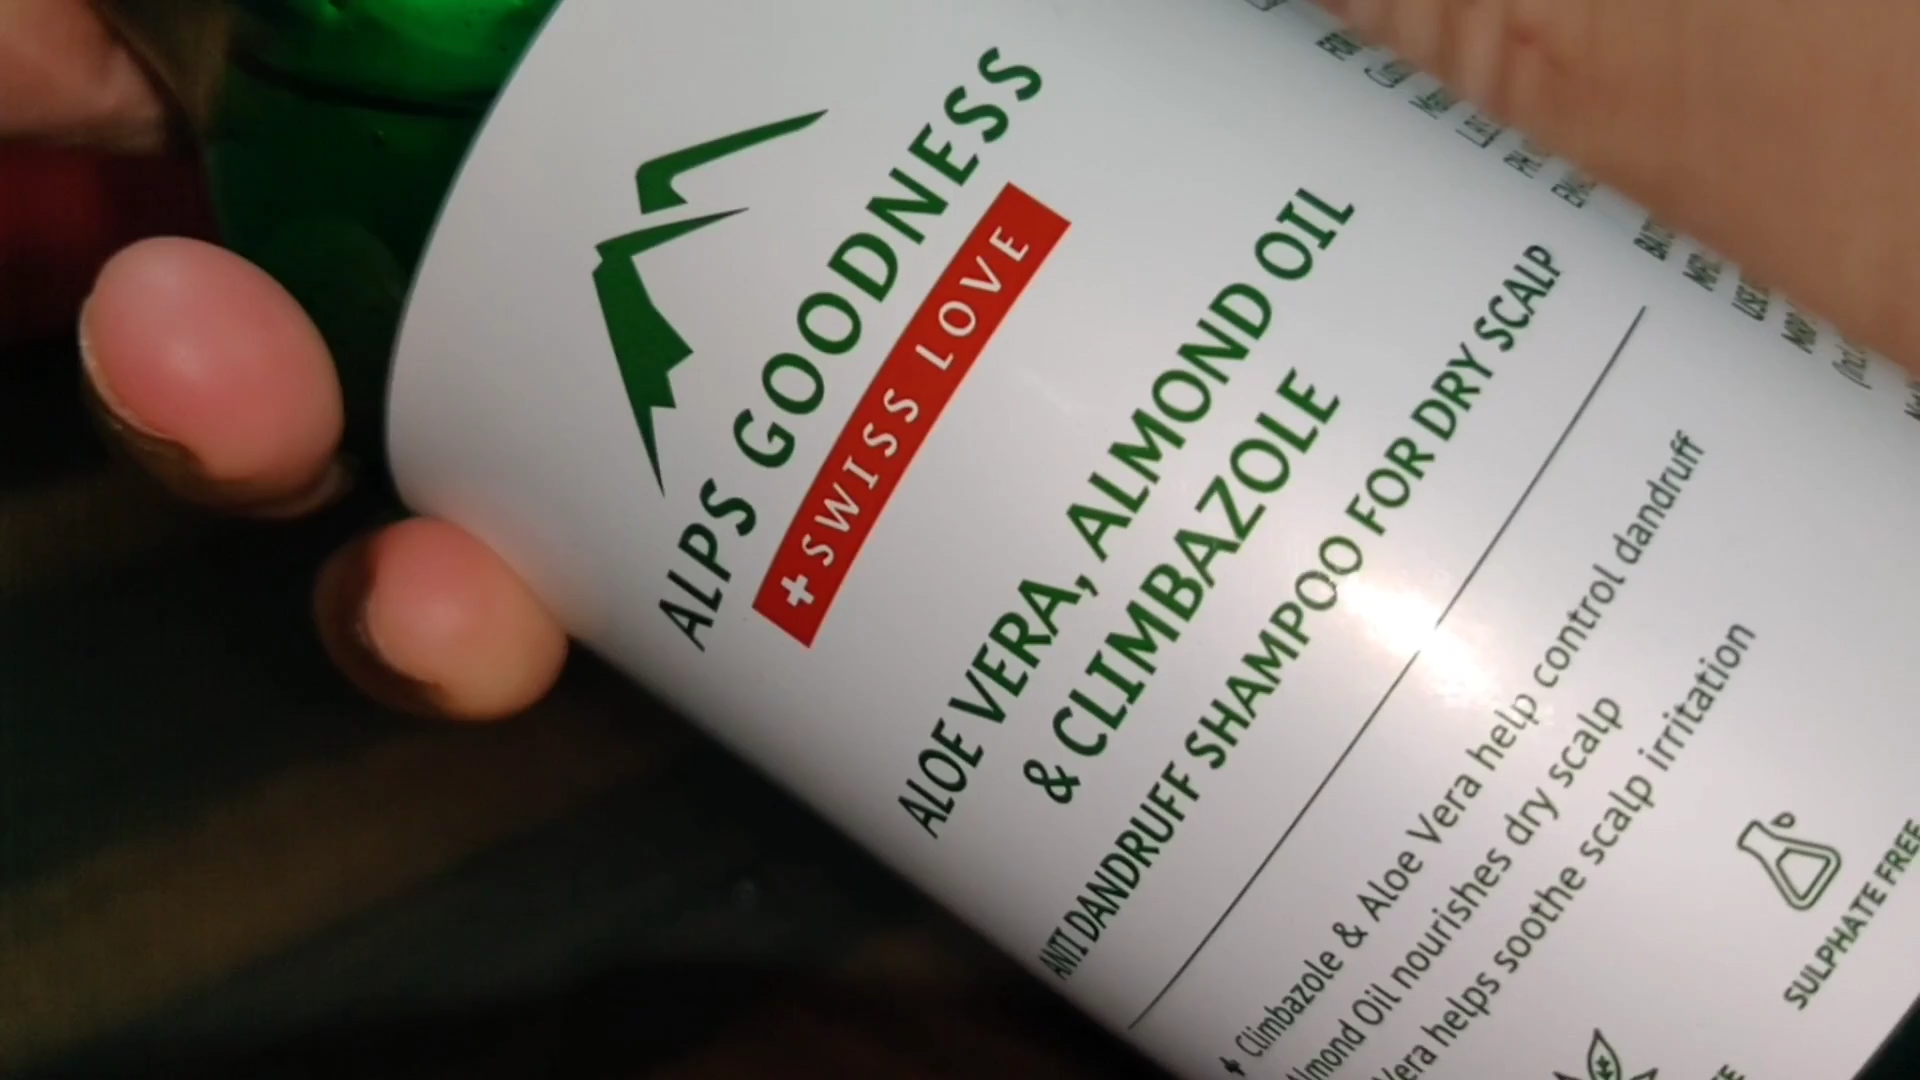 ALPS GOODNESS
SWISS LOVE
ALOE VERA, ALMOND OIL
& CLIMBAZOLE
ANTI DANDRUFF SHAMPOO FOR DRY SCALP
Climbazole & Aloe Vera help control dandruff
Almond Oil nourishes dry scalp
Vera helps soothe scalp irritation
SULPHATE FREE